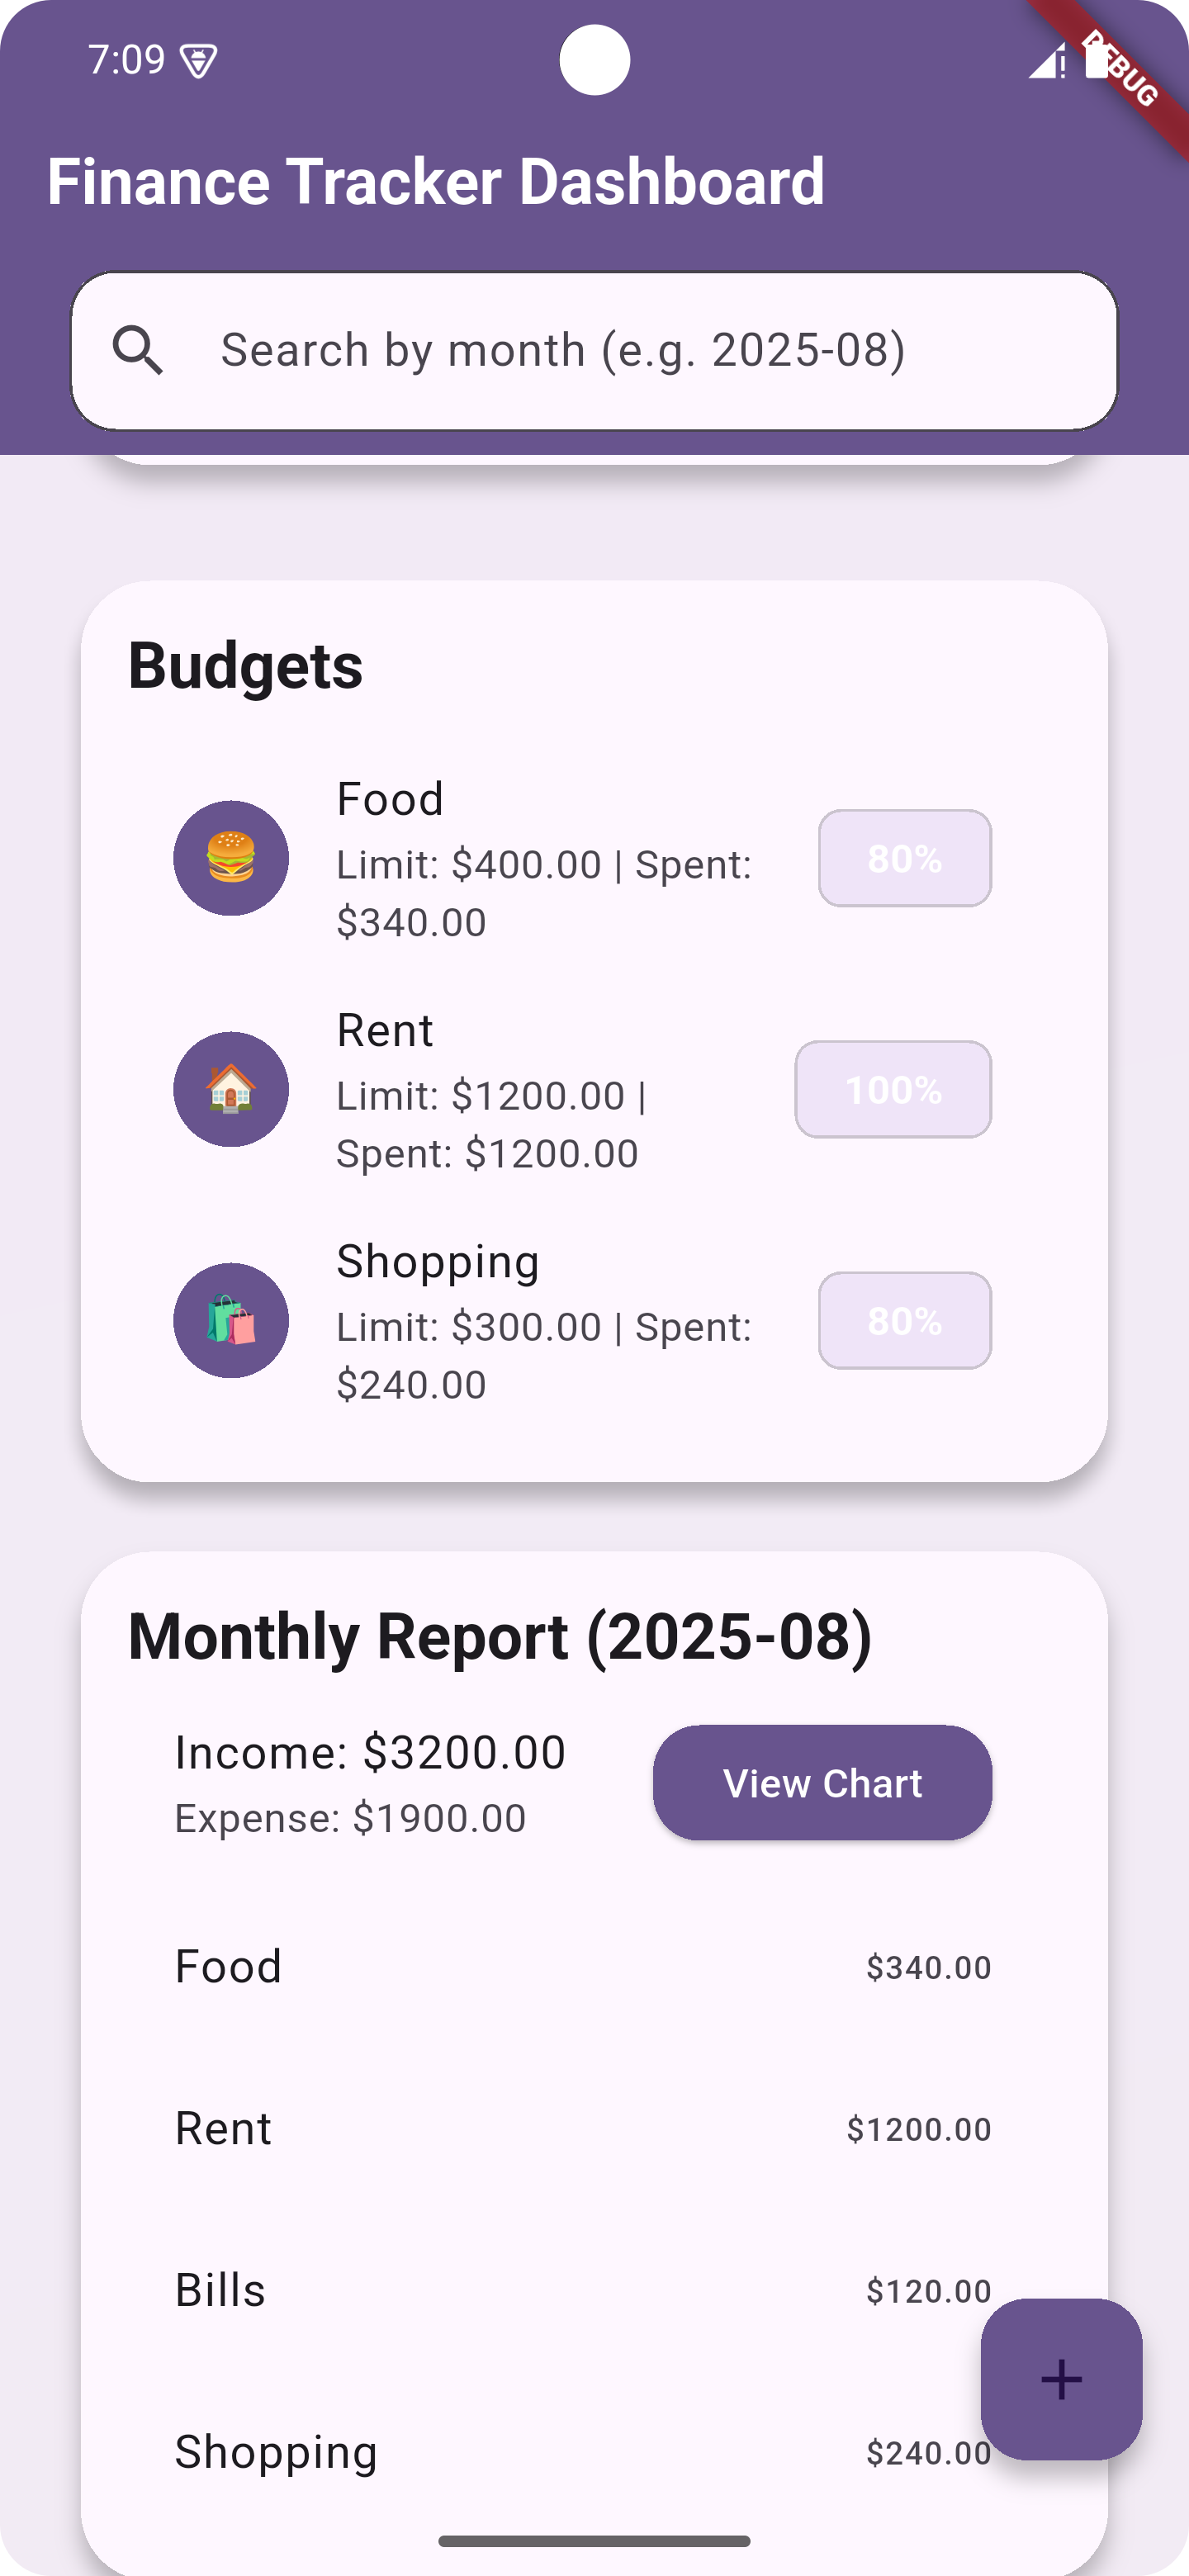 7:09
DEBUG
Finance Tracker Dashboard
Search by month (e.g. 2025-08)
Budgets
Food
Limit: $400.00 | Spent:
$340.00
80%
Rent
Limit: $1200.00 |
Spent: $1200.00
100%
Shopping
Limit: $300.00 | Spent:
$240.00
80%
Monthly Report (2025-08)
Income: $3200.00
Expense: $1900.00
View Chart
Food
$340.00
Rent
$1200.00
Bills
$120.00
Shopping
$240.00